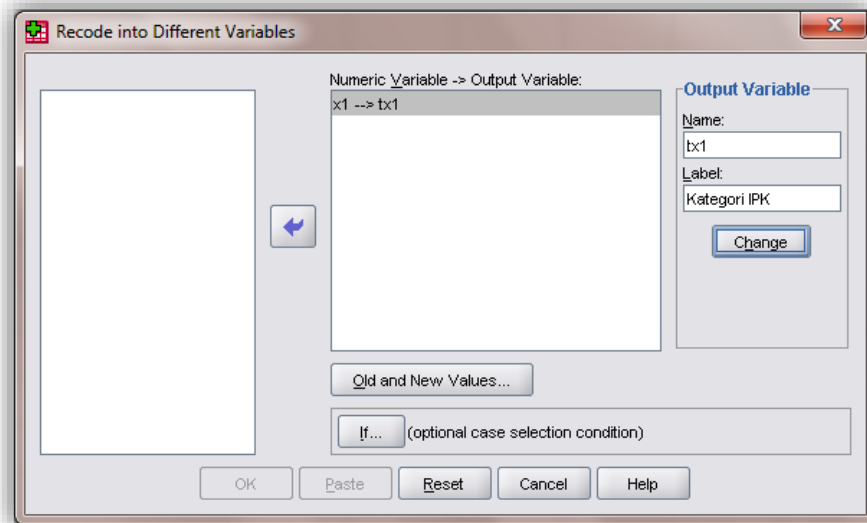 Recode into Different Variables
Numeric Variable -> Output Variable:
x1 --> tx1
Output Variable
Name:
tx1
Label:
Kategori IPK
Change
Old and New Values...
If... (optional case selection condition)
OK Paste Reset Cancel Help